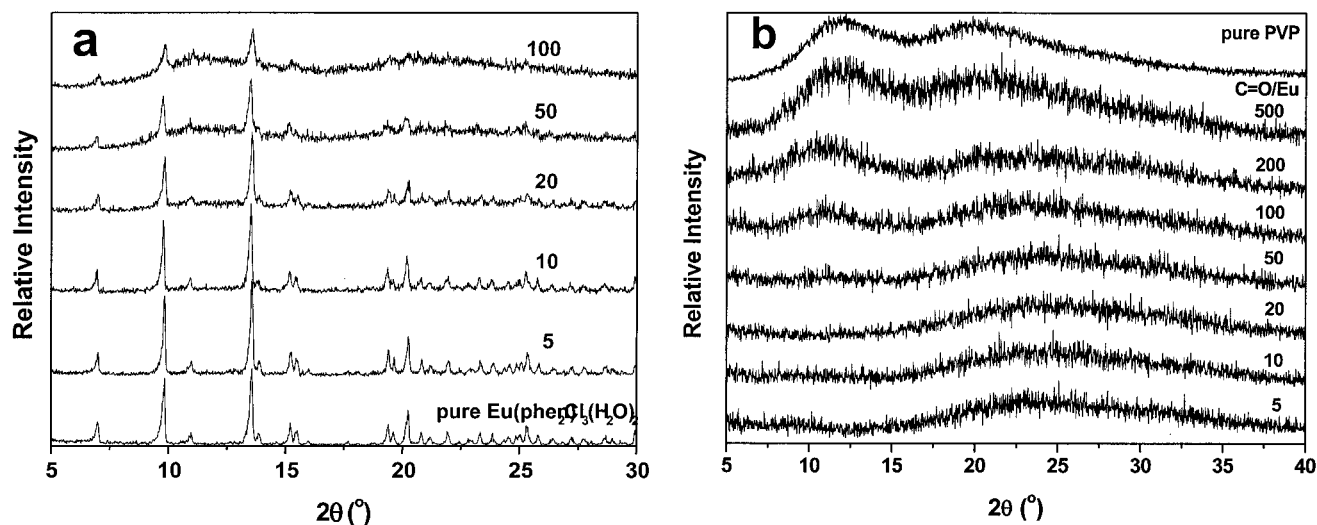 a
100
50
20
10
5
pure Eu(phen)2Cl3(H2O)2
5 10 15 20 25 30
2θ (°)
Relative Intensity
b
pure PVP
C=O/Eu
500
200
100
50
20
10
5
5 10 15 20 25 30 35 40
2θ (°)
Relative Intensity